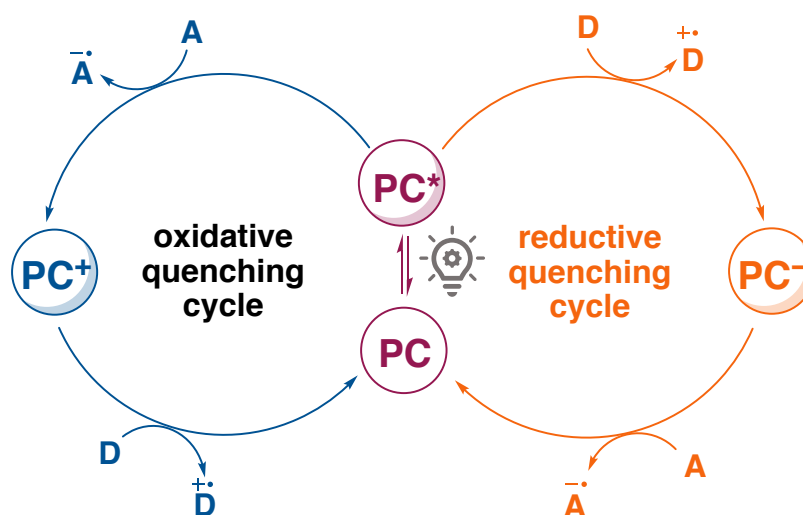 A
A−•
D
D+•
PC*
PC+
oxidative
quenching
cycle
reductive
quenching
cycle
PC−
PC
D
D+•
A
A−•